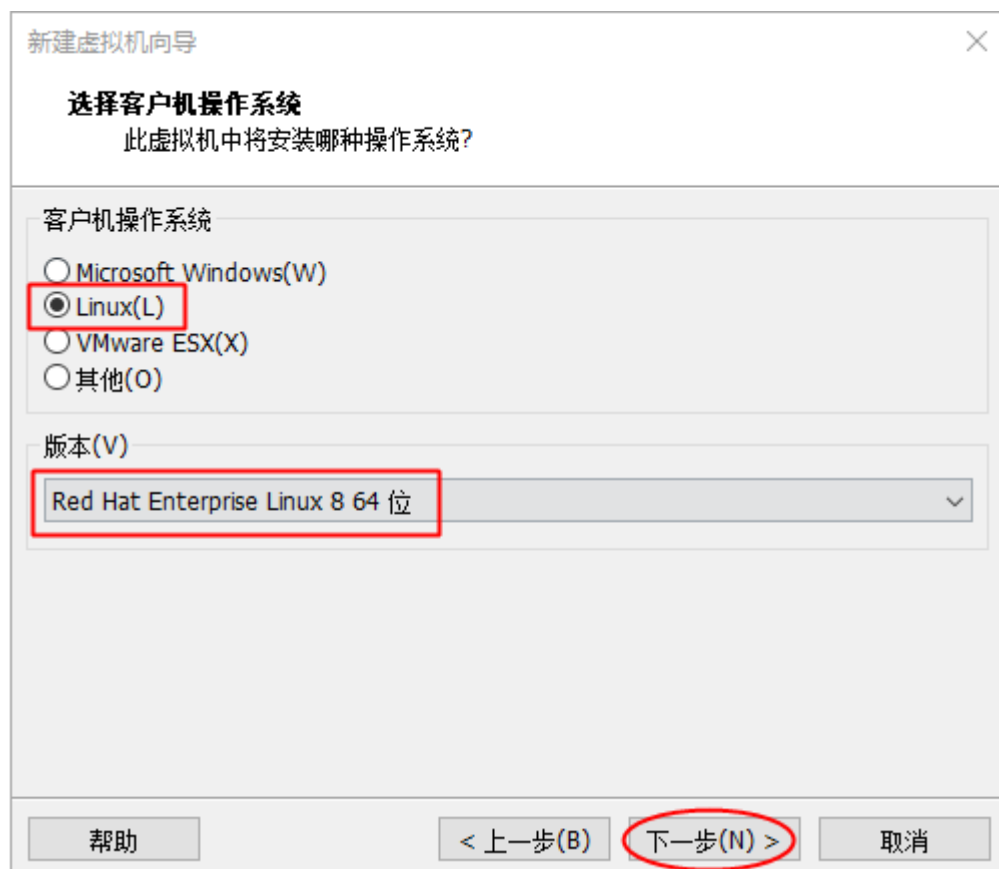 新建虚拟机向导
选择客户机操作系统
此虚拟机中将安装哪种操作系统?
客户机操作系统
Microsoft Windows(W)
Linux(L)
VMware ESX(X)
其他(O)
版本(V)
Red Hat Enterprise Linux 8 64 位
帮助
< 上一步(B)
下一步(N) >
取消